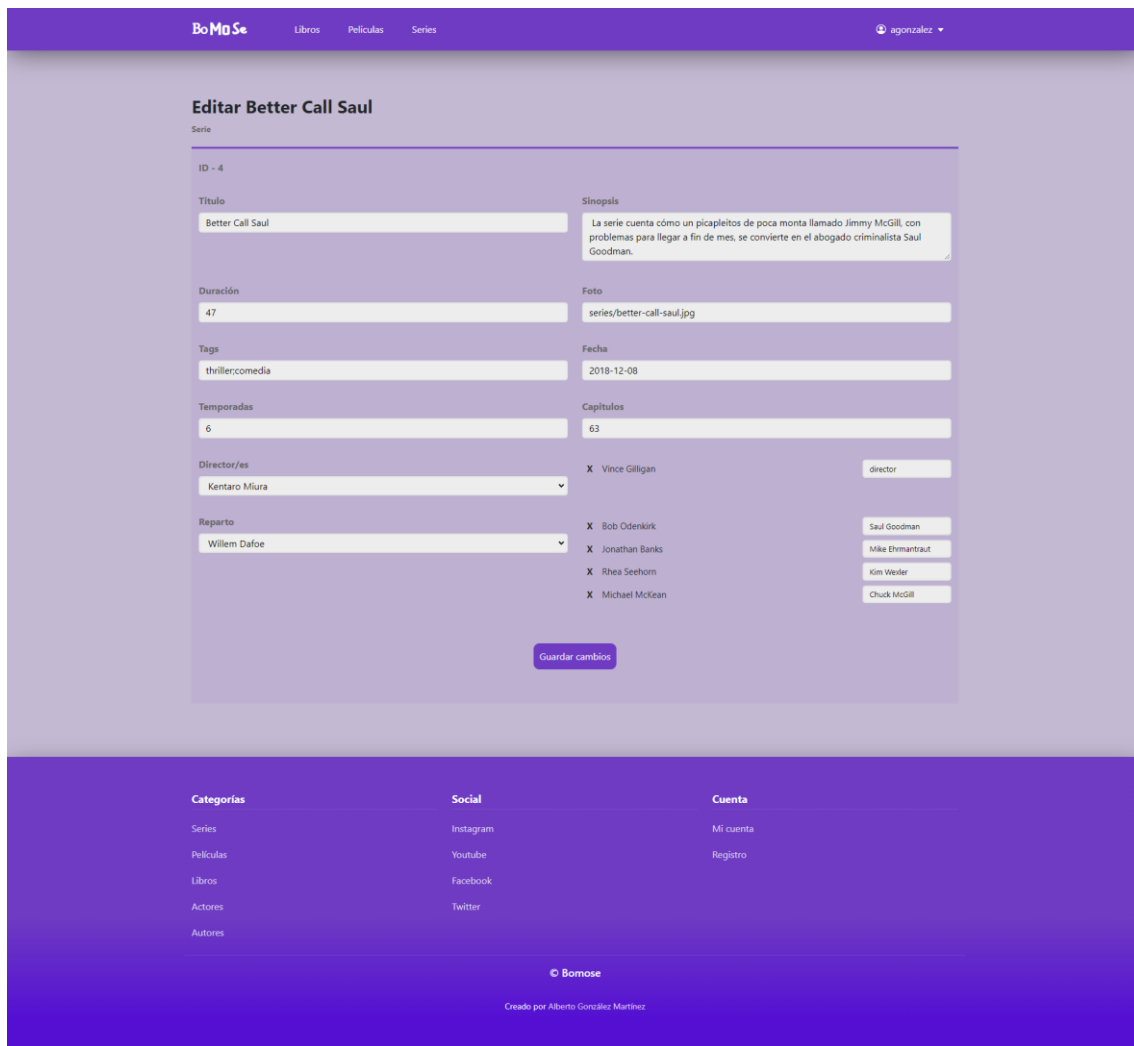 BoMoSe Libros Peliculas Series agonzalez
Editar Better Call Saul
Serie
ID - 4
Titulo
Better Call Saul
Sinopsis
La serie cuenta cómo un picapleitos de poca monta llamado Jimmy McGill, con
problemas para llegar a fin de mes, se convierte en el abogado criminalista Saul
Goodman.
Duración
47
Foto
series/better-call-saul.jpg
Tags
thriller;comedia
Fecha
2018-12-08
Temporadas
6
Capitulos
63
Director/es
Kentaro Miura
X Vince Gilligan director
Reparto
Willem Dafoe
X Bob Odenkirk Saul Goodman
X Jonathan Banks Mike Ehrmantraut
X Rhea Seehorn Kim Wexler
X Michael McKean Chuck McGill
Guardar cambios
Categorías
Series
Películas
Libros
Actores
Autores
Social
Instagram
Youtube
Facebook
Twitter
Cuenta
Mi cuenta
Registro
© Bomose
Creado por Alberto González Martínez